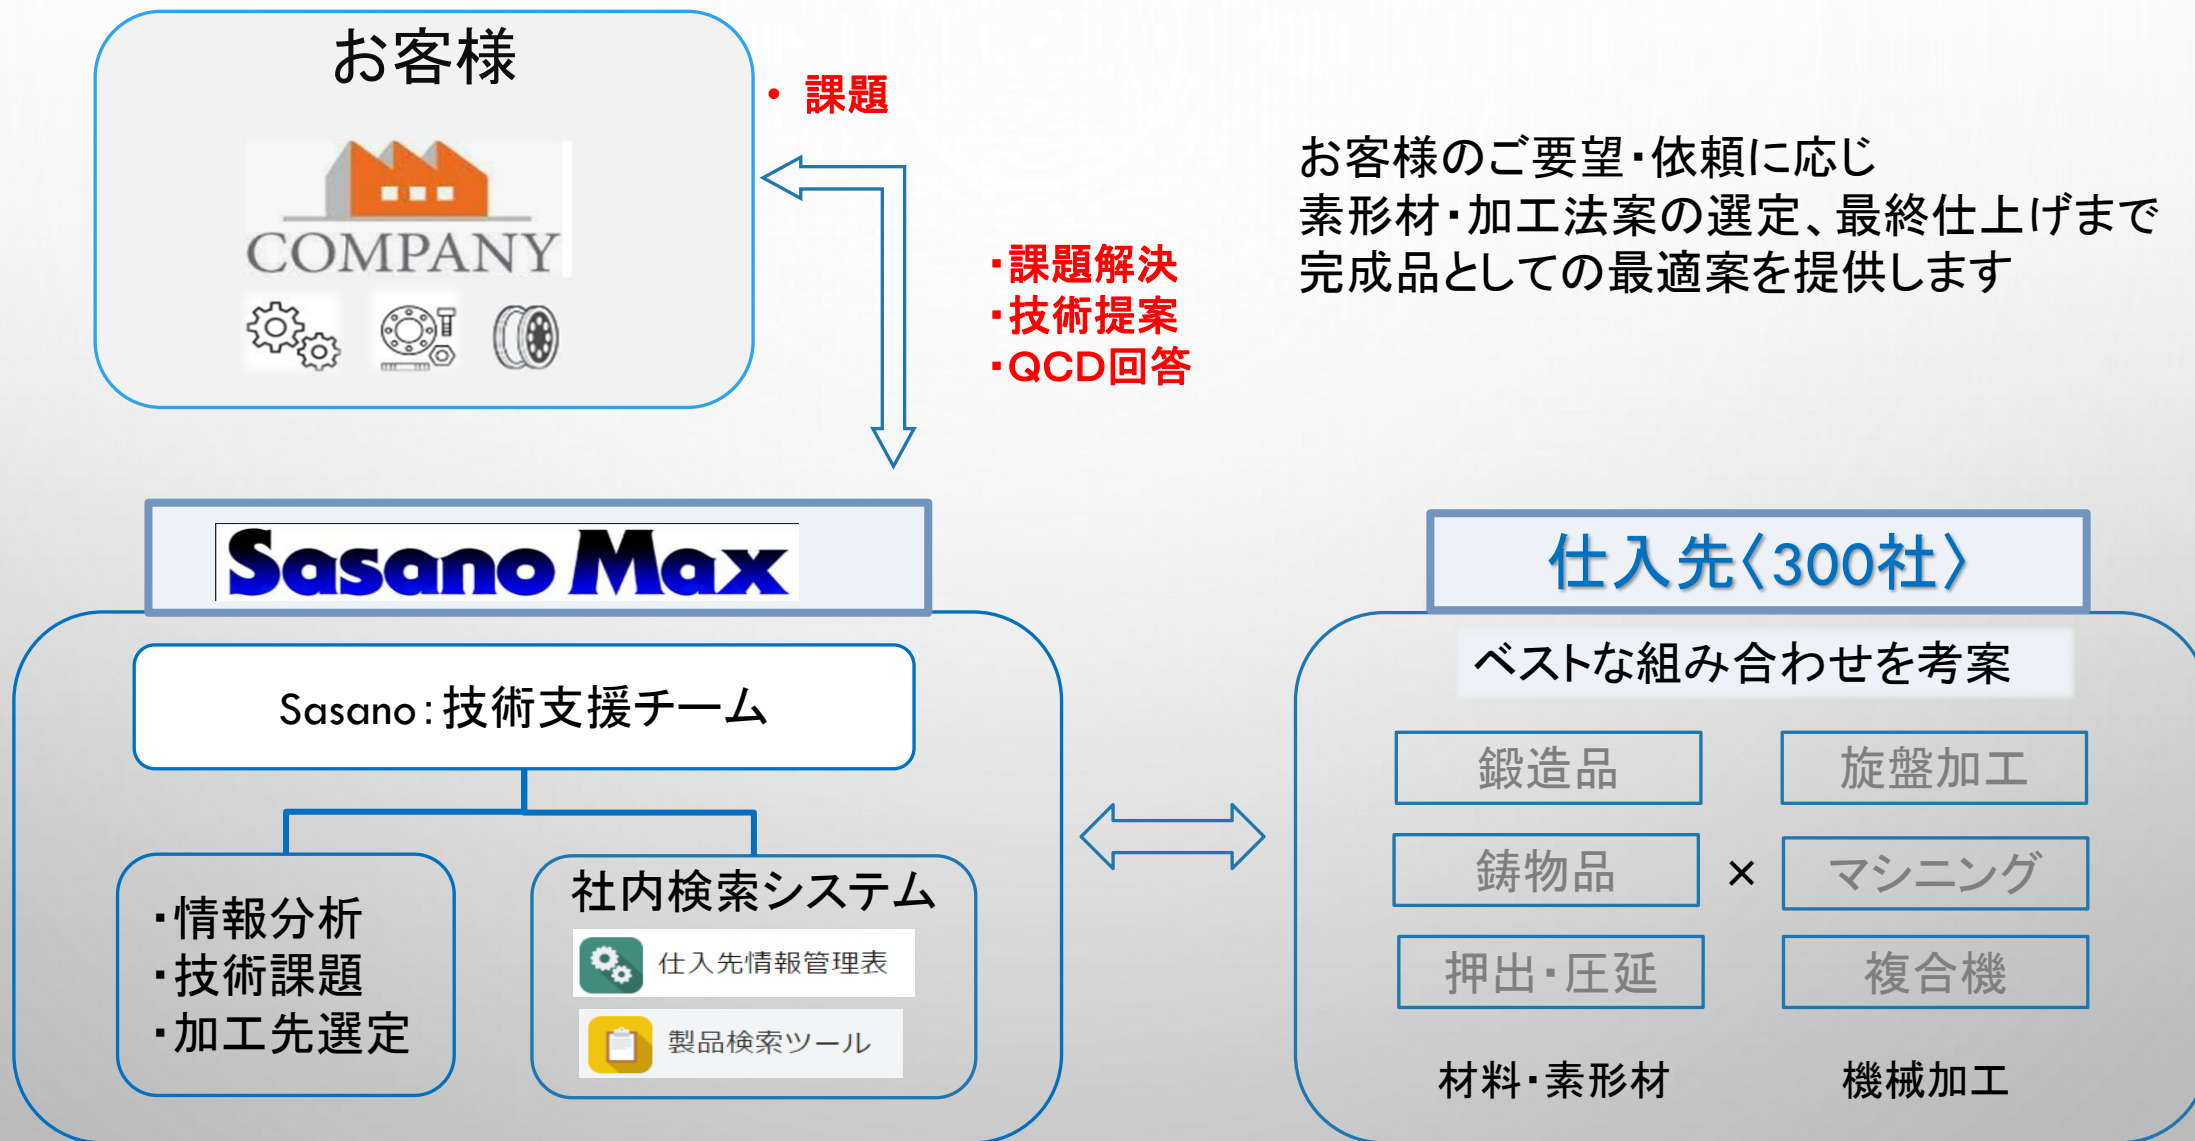 お客様
COMPANY
・ 課題
・課題解決
・技術提案
・QCD回答
お客様のご要望・依頼に応じ
素形材・加工法案の選定、最終仕上げまで
完成品としての最適案を提供します
Sasano Max
Sasano：技術支援チーム
・情報分析
・技術課題
・加工先選定
社内検索システム
仕入先情報管理表
製品検索ツール
仕入先〈300社〉
ベストな組み合わせを考案
鍛造品
旋盤加工
鋳物品
×
マシニング
押出・圧延
複合機
材料・素形材
機械加工